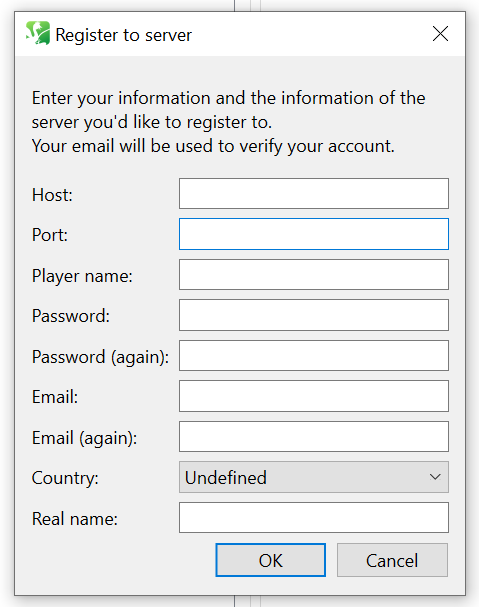 Register to server
Enter your information and the information of the
server you'd like to register to.
Your email will be used to verify your account.
Host:
Port:
Player name:
Password:
Password (again):
Email:
Email (again):
Country: Undefined
Real name:
OK Cancel